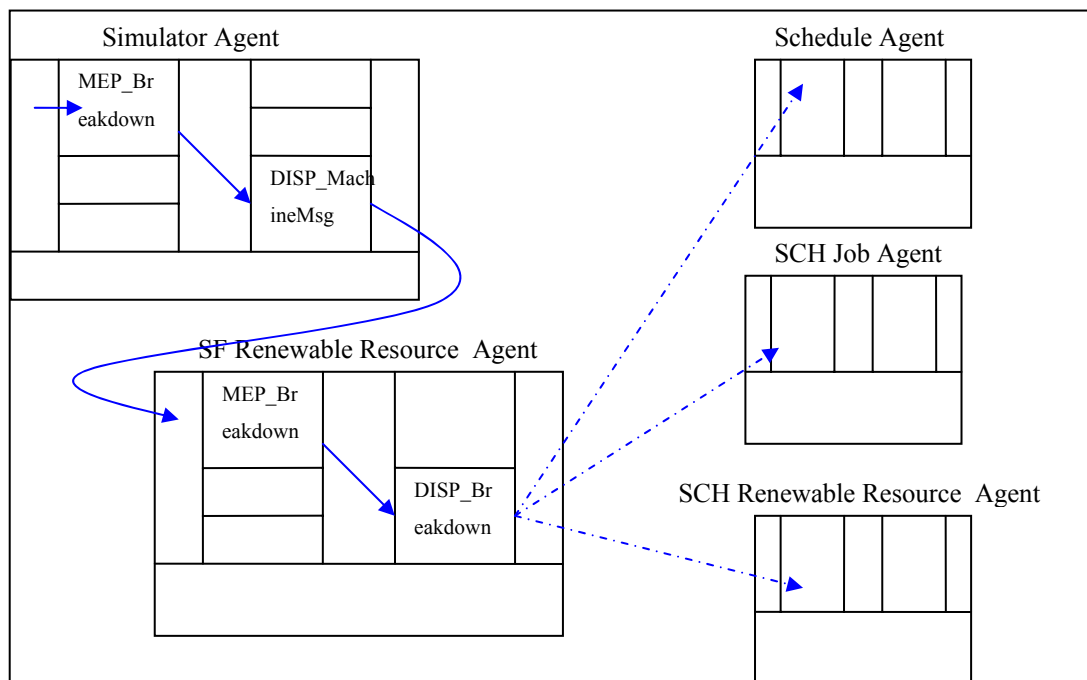 Simulator Agent
MEP_Br
eakdown
DISP_Mach
ineMsg
SF Renewable Resource Agent
MEP_Br
eakdown
DISP_Br
eakdown
Schedule Agent
SCH Job Agent
SCH Renewable Resource Agent